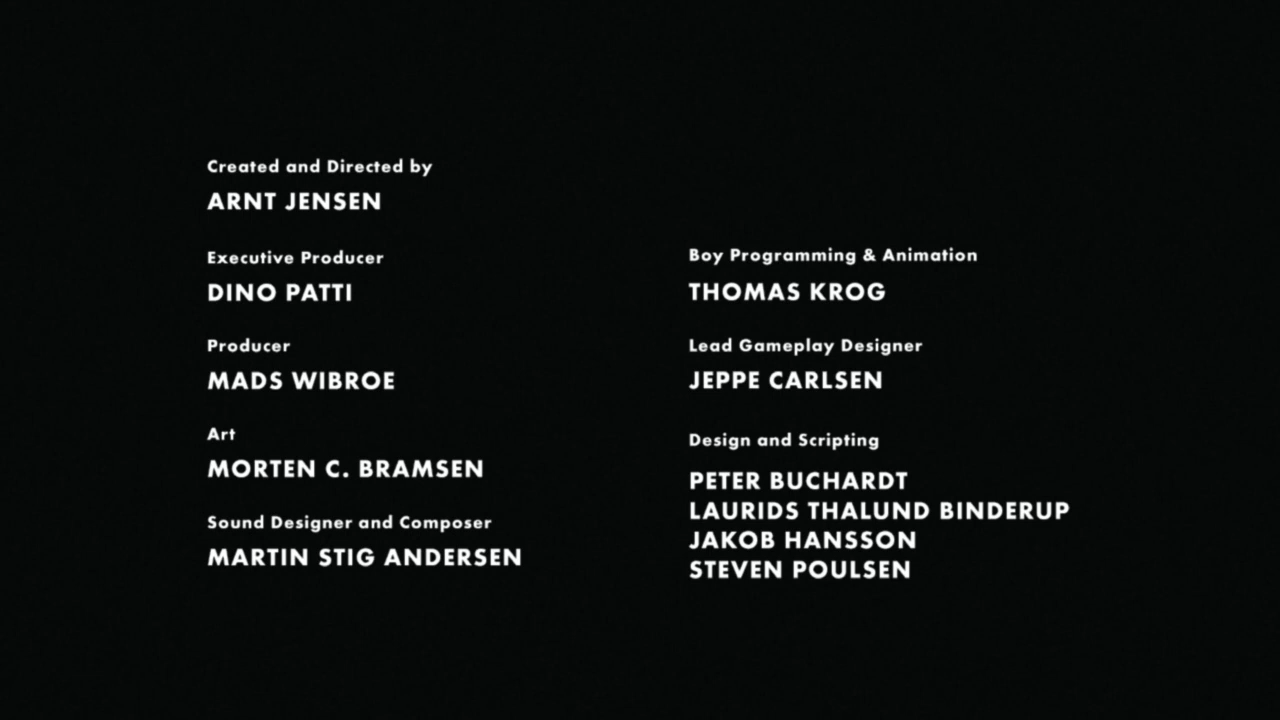 Created and Directed by
ARNT JENSEN
Executive Producer
DINO PATTI
Producer
MADS WIBROE
Art
MORTEN C. BRAMSEN
Sound Designer and Composer
MARTIN STIG ANDERSEN
Boy Programming & Animation
THOMAS KROG
Lead Gameplay Designer
JEPPE CARLSEN
Design and Scripting
PETER BUCHARDT
LAURIDS THALUND BINDERUP
JAKOB HANSSON
STEVEN POULSEN